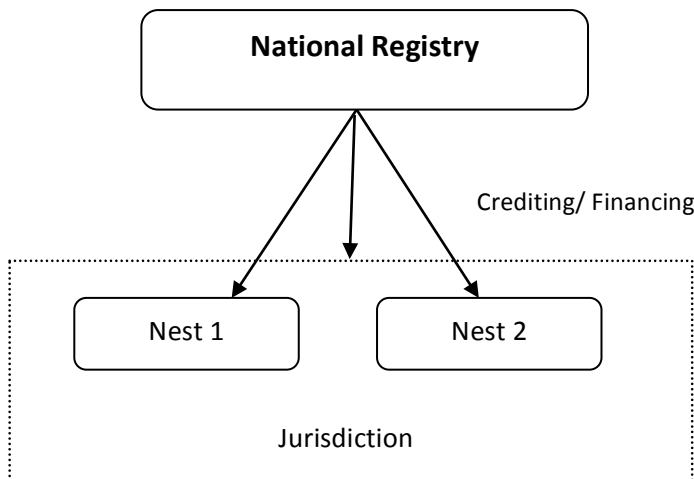 National Registry
Crediting/ Financing
Nest 1
Nest 2
Jurisdiction